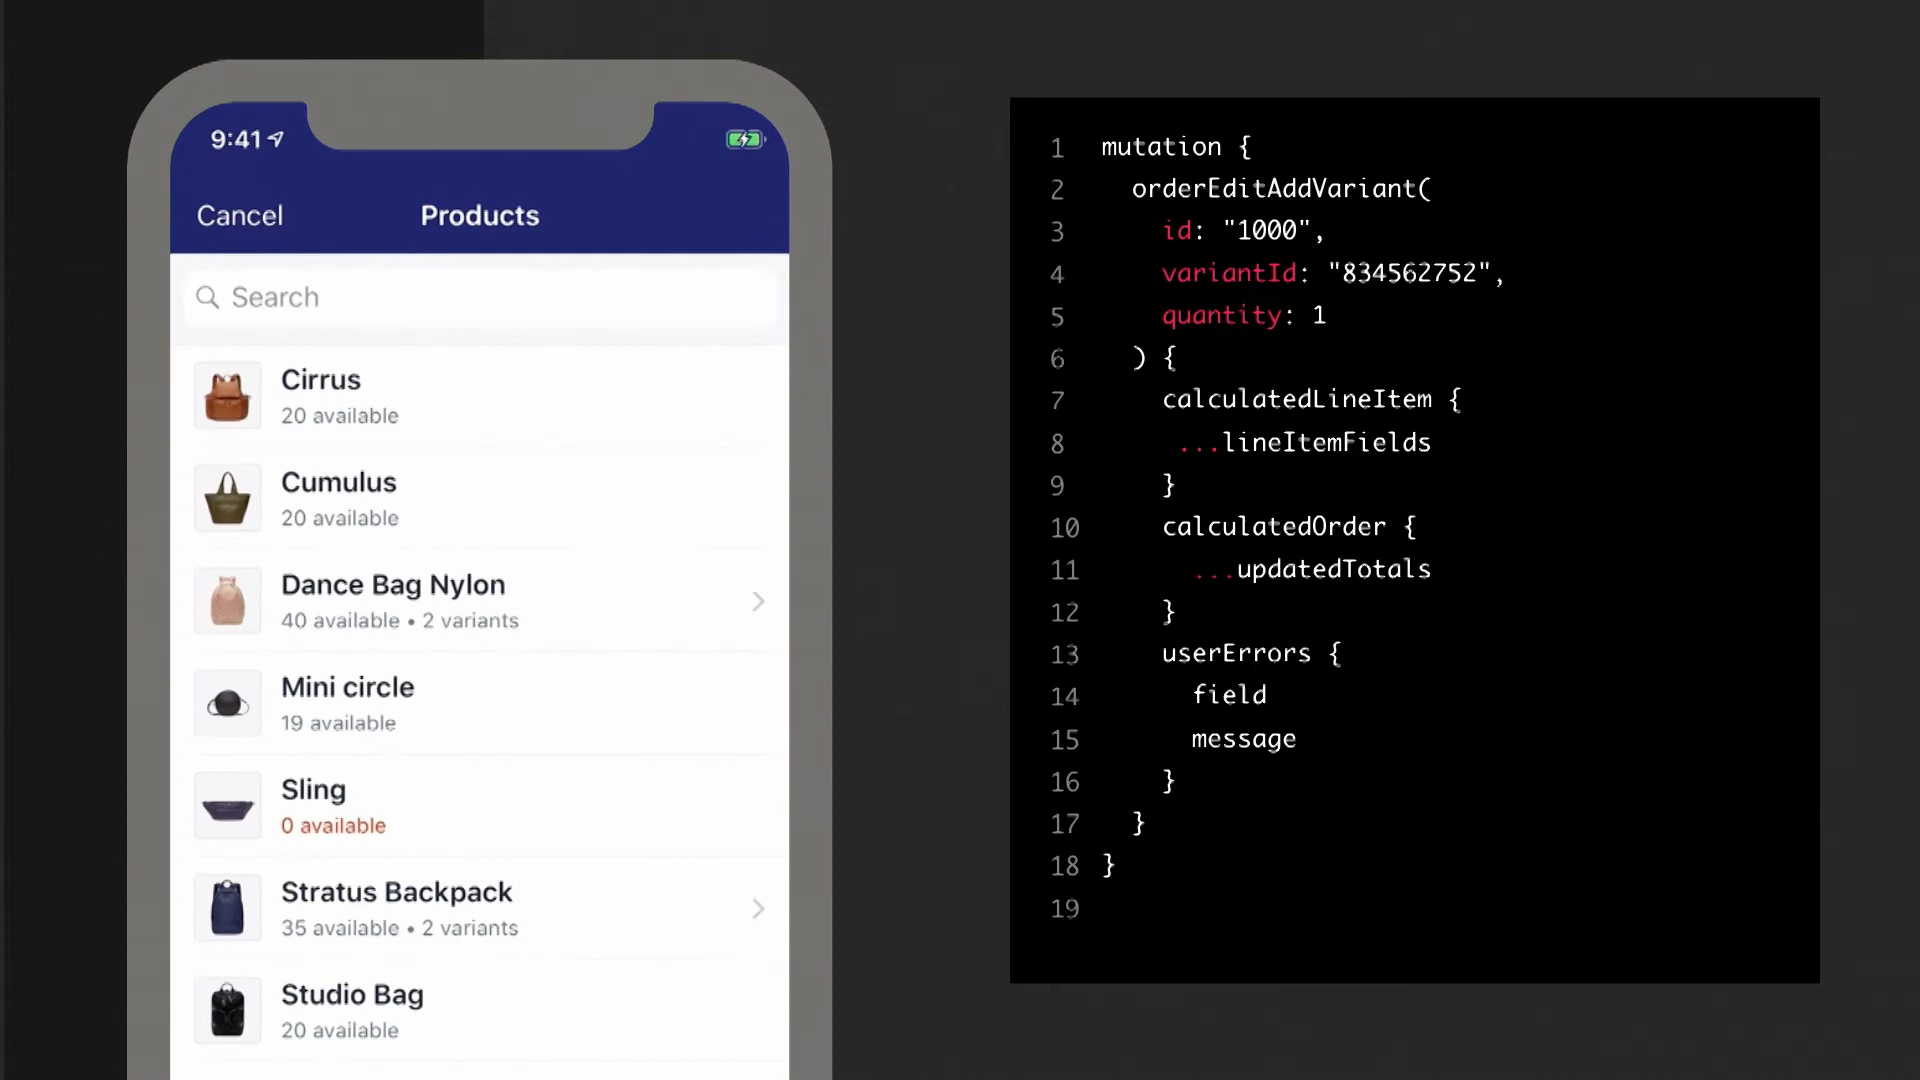 9:41
Cancel
Products
Search
Cirrus
20 available
Cumulus
20 available
Dance Bag Nylon
40 available • 2 variants
Mini circle
19 available
Sling
0 available
Stratus Backpack
35 available • 2 variants
Studio Bag
20 available
1 mutation {
2 orderEditAddVariant(
3 id: "1000",
4 variantId: "834562752",
5 quantity: 1
6 ) {
7 calculatedLineItem {
8 ...lineItemFields
9 }
10 calculatedOrder {
11 ...updatedTotals
12 }
13 userErrors {
14 field
15 message
16 }
17 }
18 }
19